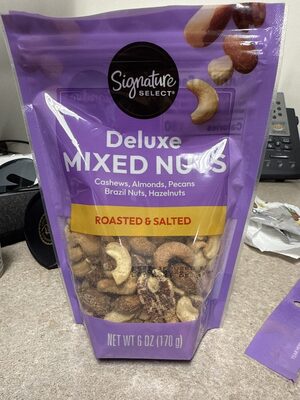 Signature
SELECT®
Deluxe
MIXED NUTS
Cashews, Almonds, Pecans
Brazil Nuts, Hazelnuts
ROASTED & SALTED
NET WT 6 OZ (170 g)